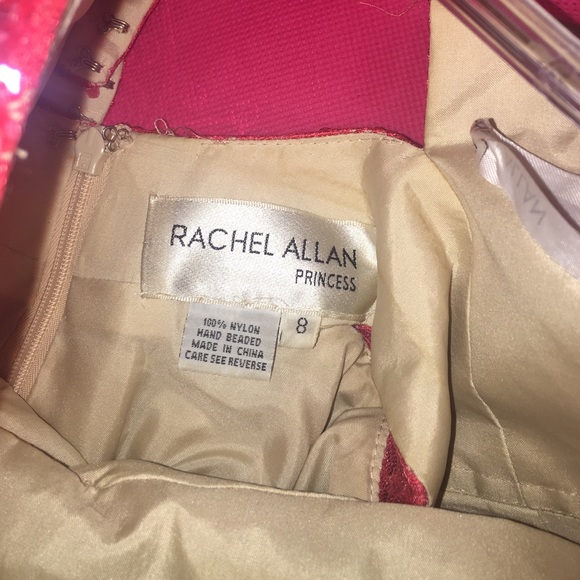 RACHEL ALLAN
PRINCESS
8
100% NYLON
HAND BEADED
MADE IN CHINA
CARE SEE REVERSE